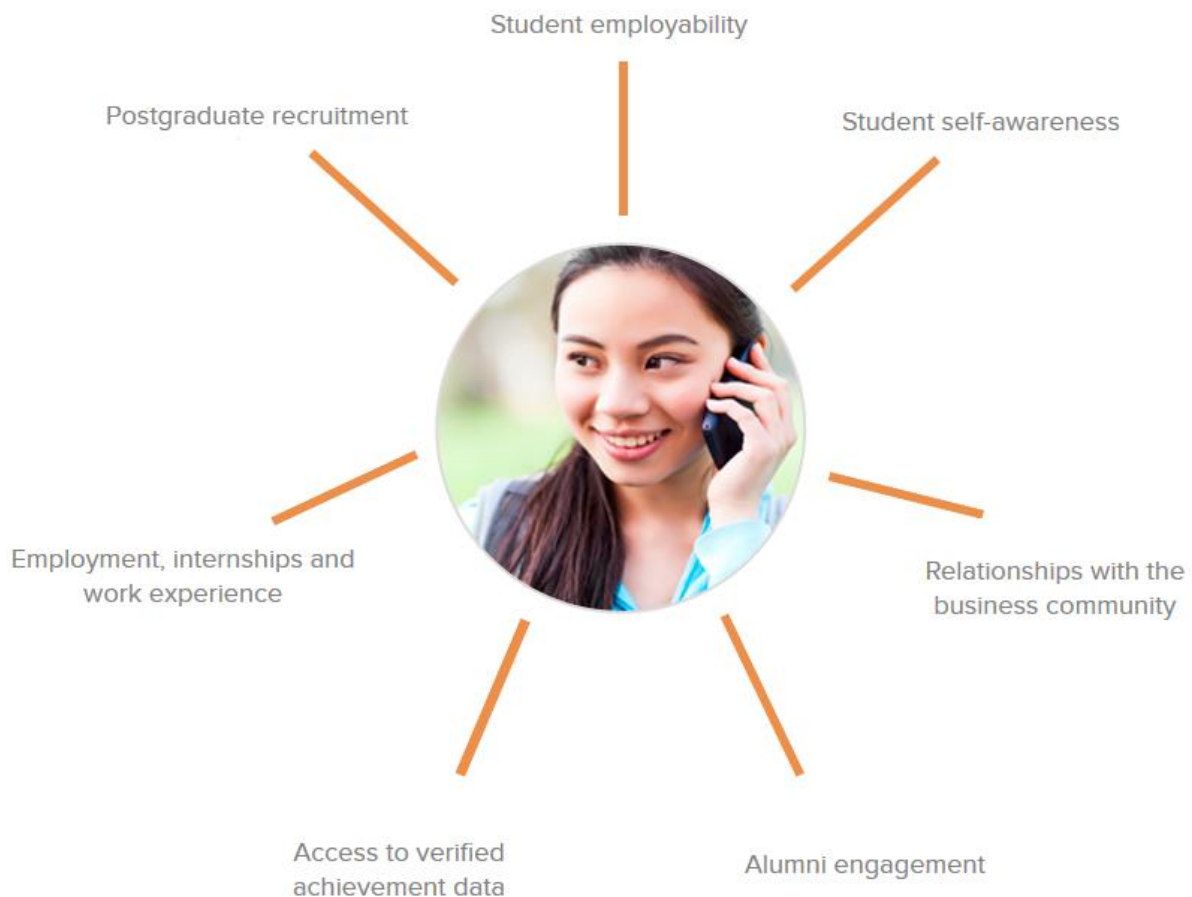 Student employability
Postgraduate recruitment
Student self-awareness
Employment, internships and
work experience
Relationships with the
business community
Access to verified
achievement data
Alumni engagement